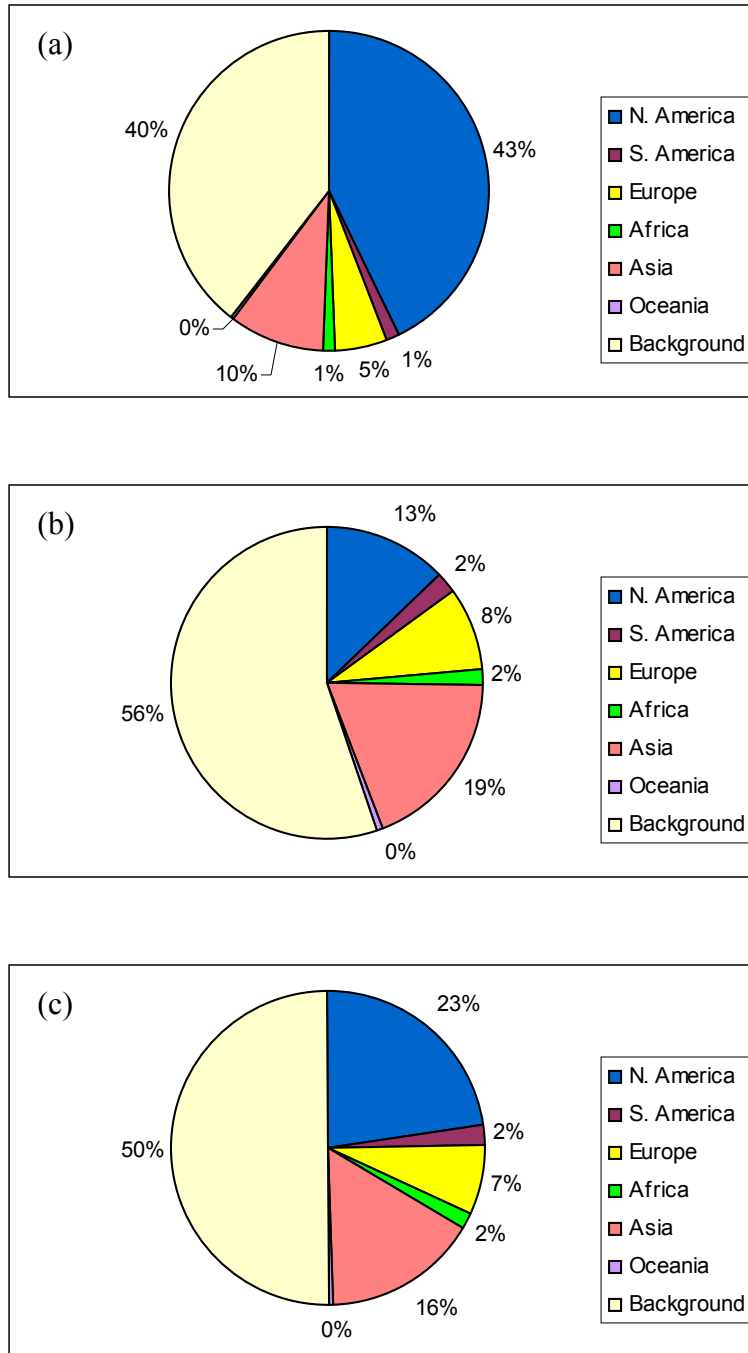 (a)
40%
43%
0%
10%
1%
5%
1%
N. America
S. America
Europe
Africa
Asia
Oceania
Background
(b)
13%
2%
8%
2%
56%
19%
0%
N. America
S. America
Europe
Africa
Asia
Oceania
Background
(c)
23%
50%
2%
7%
2%
16%
0%
N. America
S. America
Europe
Africa
Asia
Oceania
Background